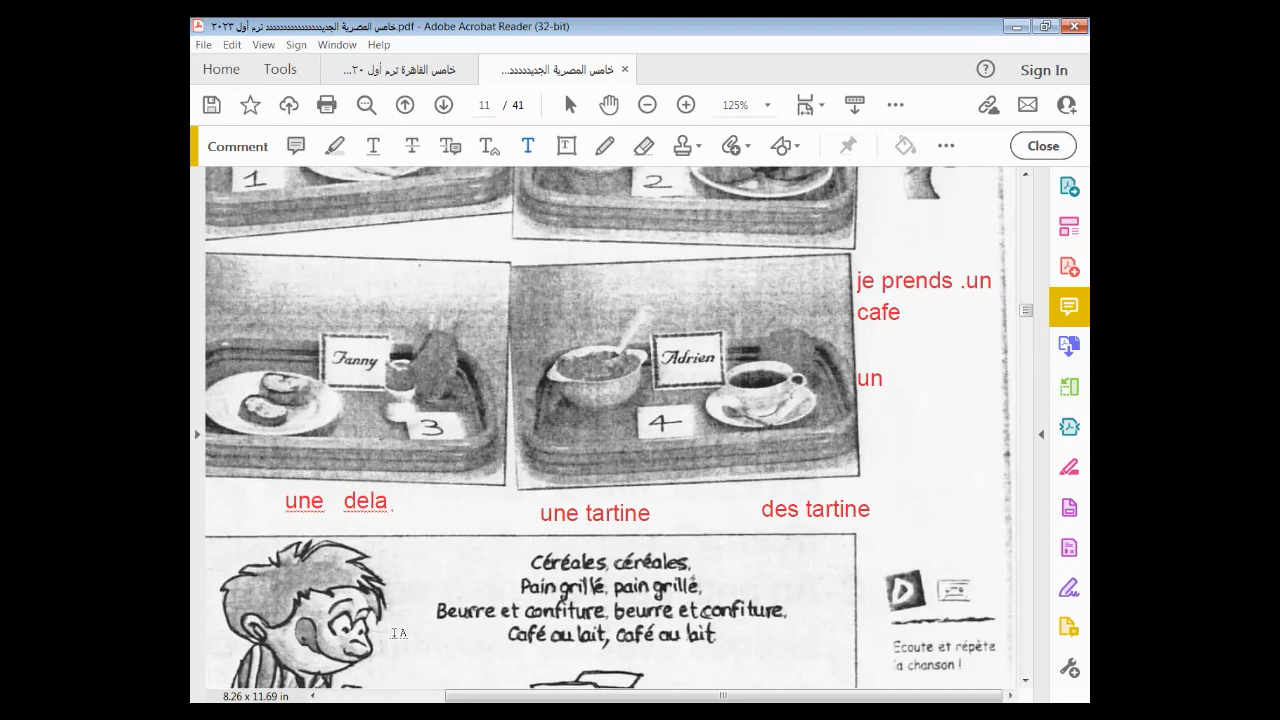 خامس المصرية الجديدددددددددددددددد ترم أول ٢٠٢٣.pdf - Adobe Acrobat Reader (32-bit)
File Edit View Sign Window Help
Home Tools خامس القاهرة ترم أول ٢٠... خامس المصرية الجديددددد... × Sign In
11 / 41 125%
Comment Close
1
2
je prends .un
cafe
Fanny
Adrien
un
3
4
une dela
une tartine
des tartine
Céréales, céréales,
Pain grillé, pain grillé,
Beurre et confiture, beurre et confiture,
Café au lait, café au lait
D
Ecoute et répète
la chanson !
8.26 x 11.69 in